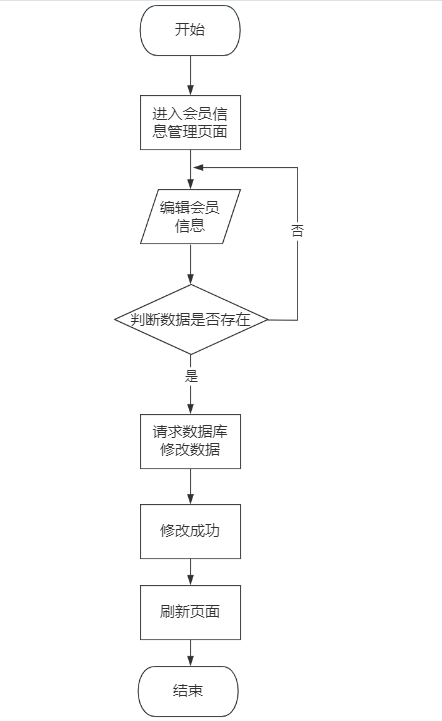 开始
进入会员信
息管理页面
编辑会员
信息
否
判断数据是否存在
是
请求数据库
修改数据
修改成功
刷新页面
结束